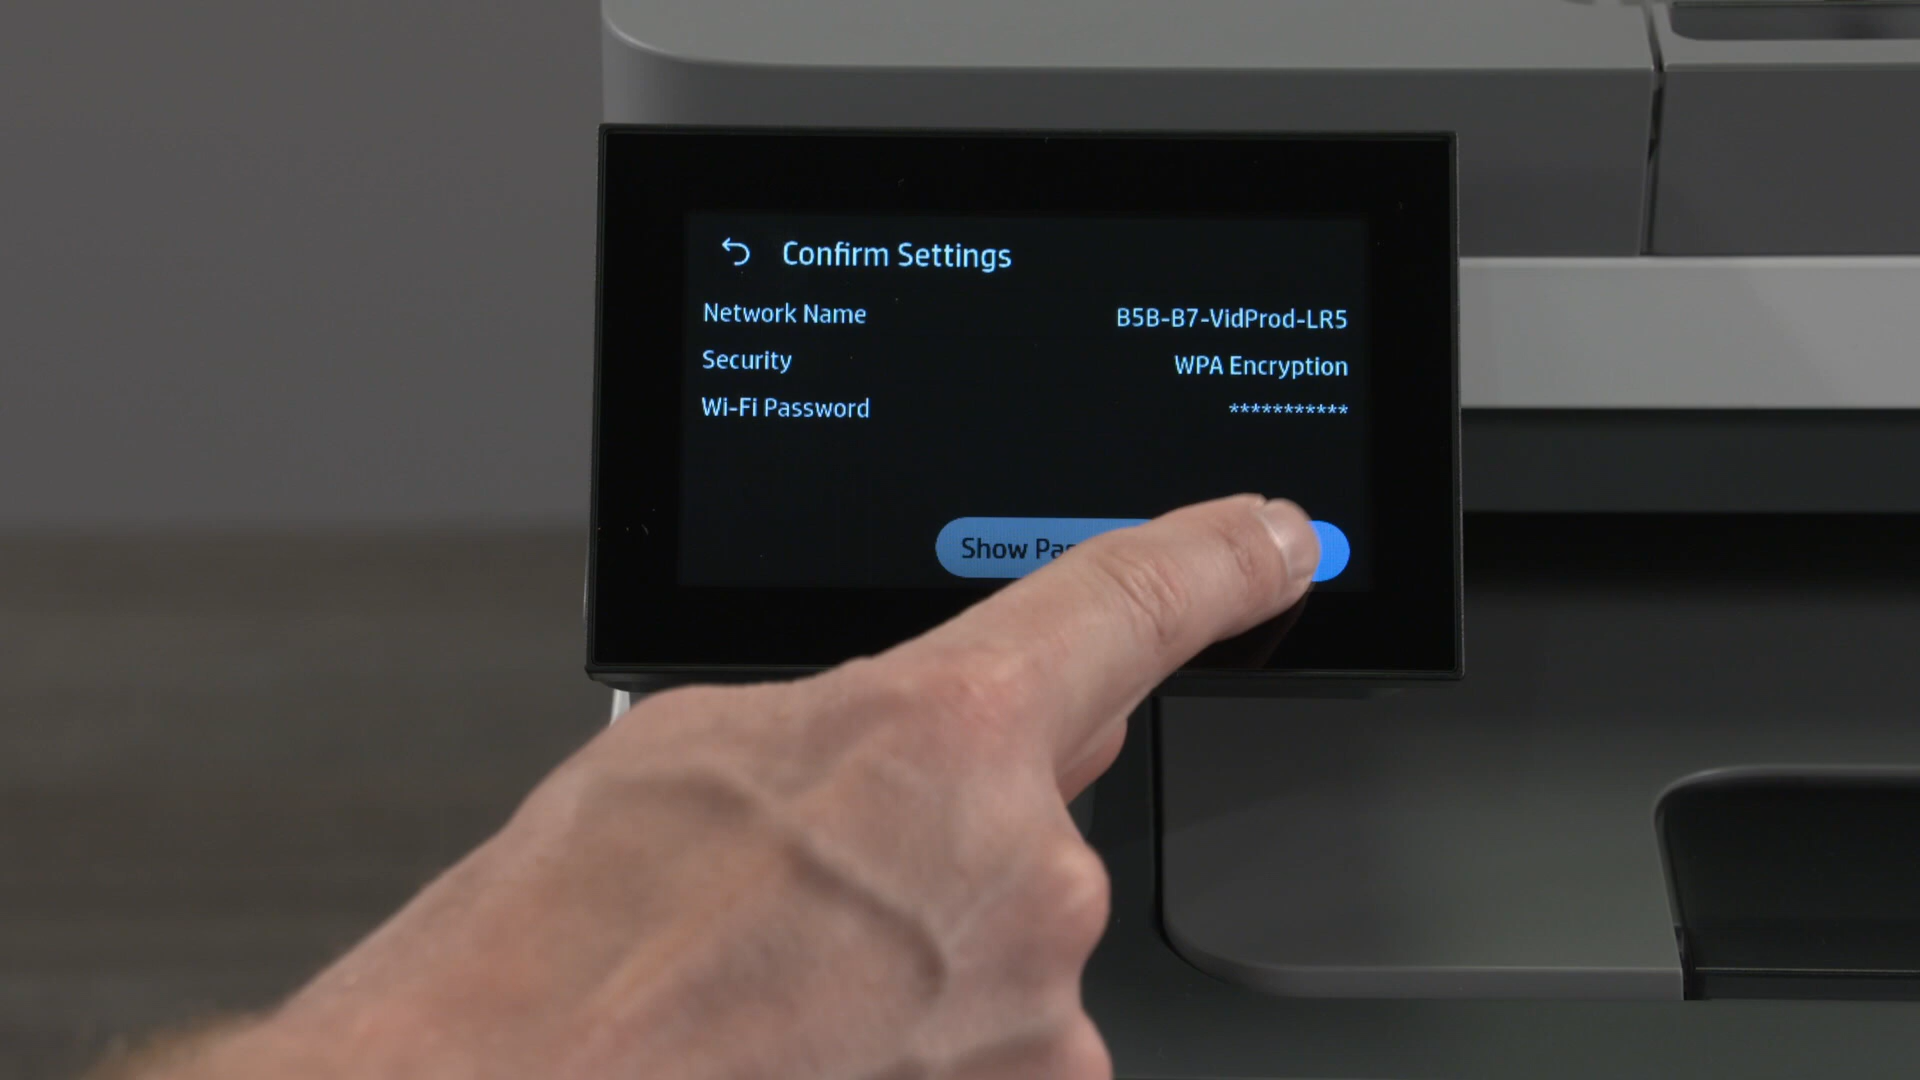 Confirm Settings
Network Name B5B-B7-VidProd-LR5
Security WPA Encryption
Wi-Fi Password ***********
Show